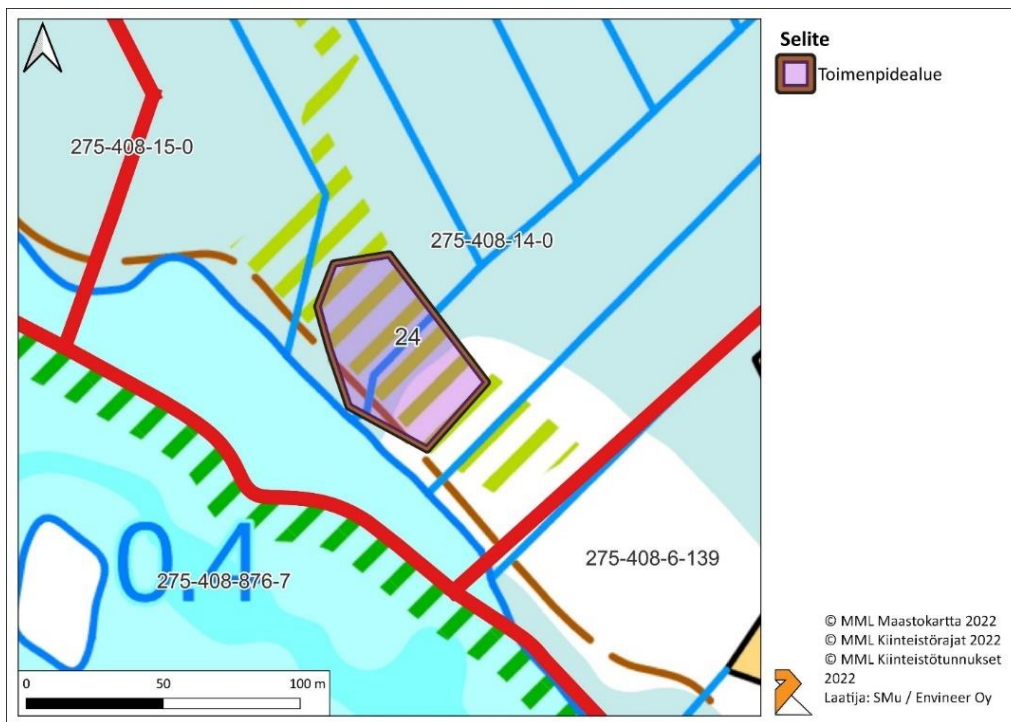 Selite
Toimenpidealue
275-408-15-0
275-408-14-0
24
275-408-6-139
0.4
275-408-876-7
0 50 100 m
© MML Maastokartta 2022
© MML Kiinteistörajat 2022
© MML Kiinteistötunnukset
2022
Laatija: SMu / Envineer Oy